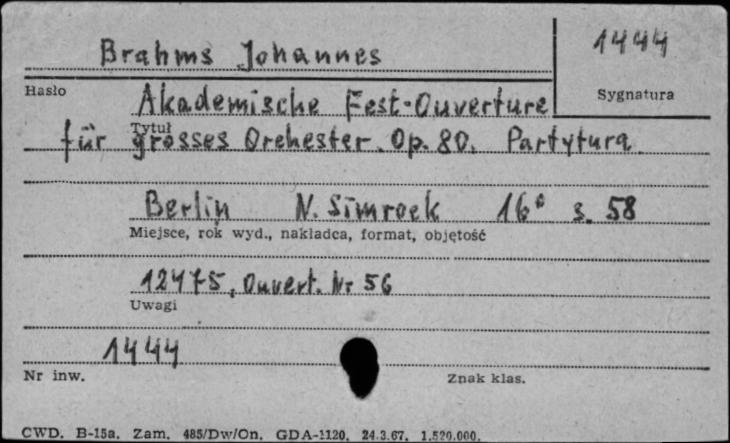 Brahms Johannes
1444
Hasło
Sygnatura
Akademische Fest-Ouverture
Tytuł
für grosses Orchester. Op. 80. Partytura
Berlin N. Simrock 16° s. 58
Miejsce, rok wyd., nakładca, format, objętość
12475, Ouvert. Nr 56
Uwagi
1444
Nr inw.
Znak klas.
CWD. B-15a. Zam. 485/Dw/On. GDA-1120. 24.3.67. 1.520.000.